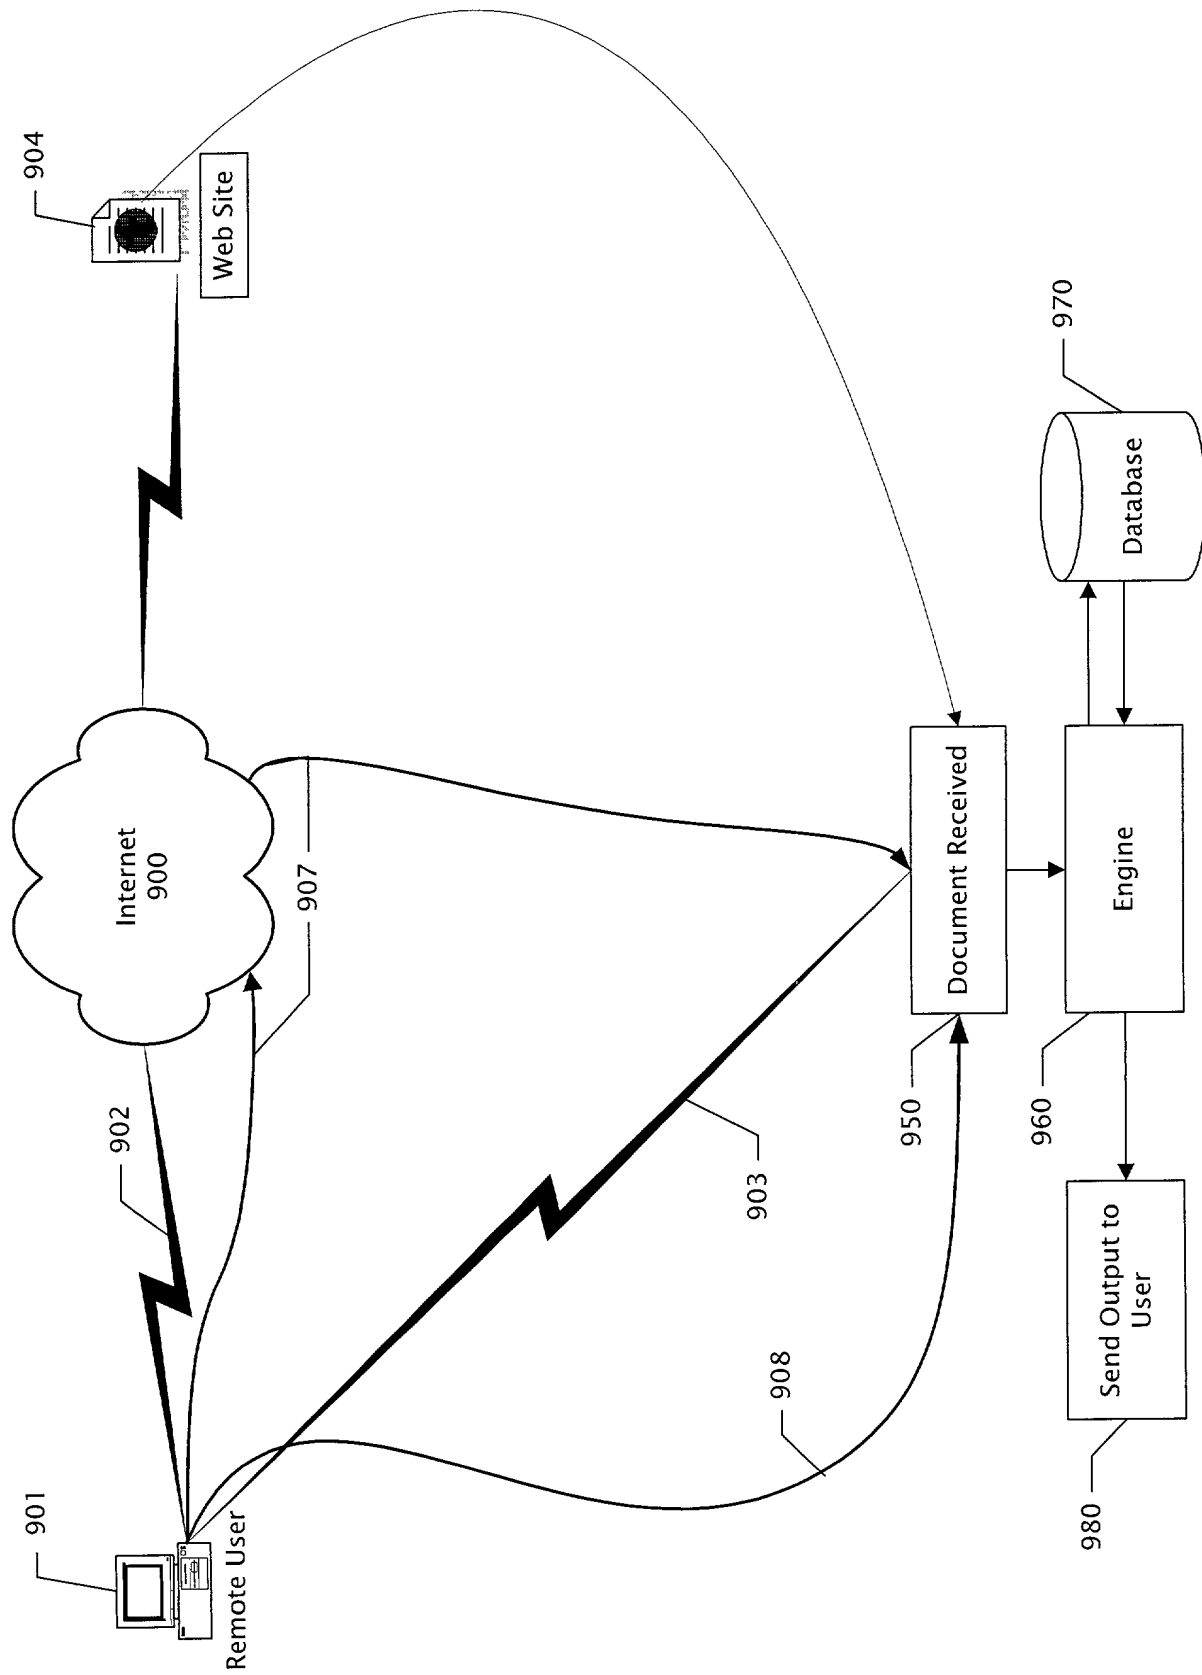 901
Remote User
902
Internet
900
904
Web Site
907
903
908
950
Document Received
960
Engine
970
Database
980
Send Output to
User